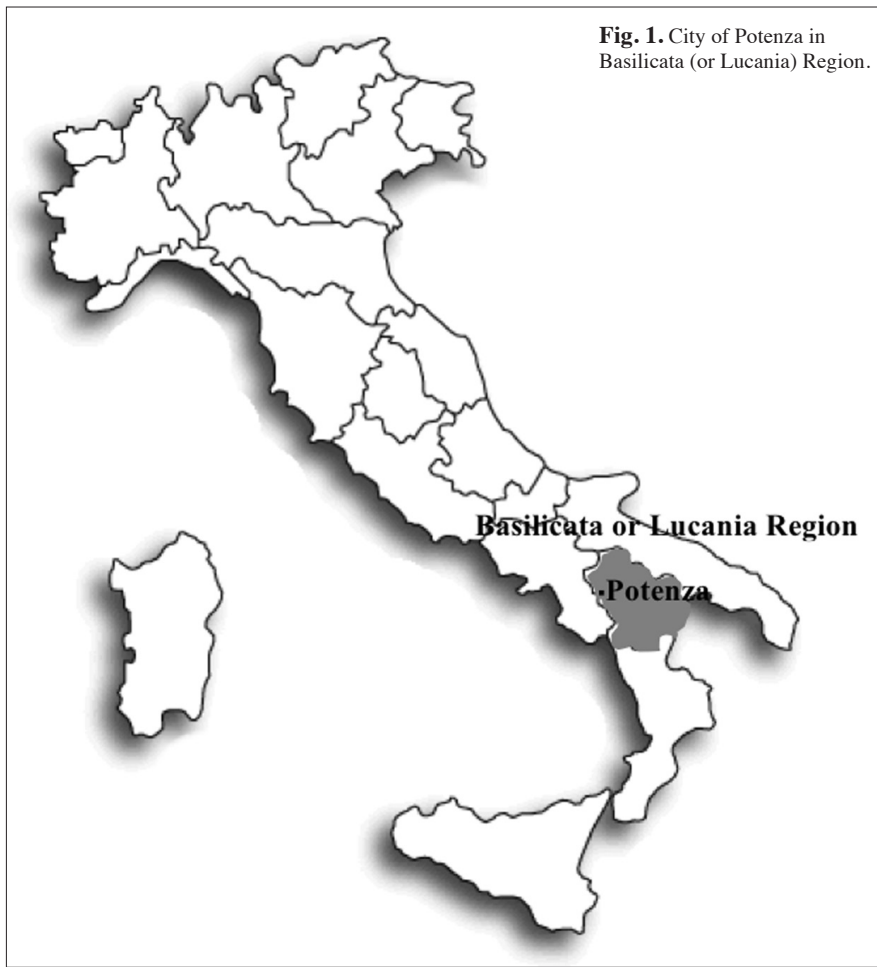 Fig. 1. City of Potenza in
Basilicata (or Lucania) Region.
Basilicata or Lucania Region
Potenza